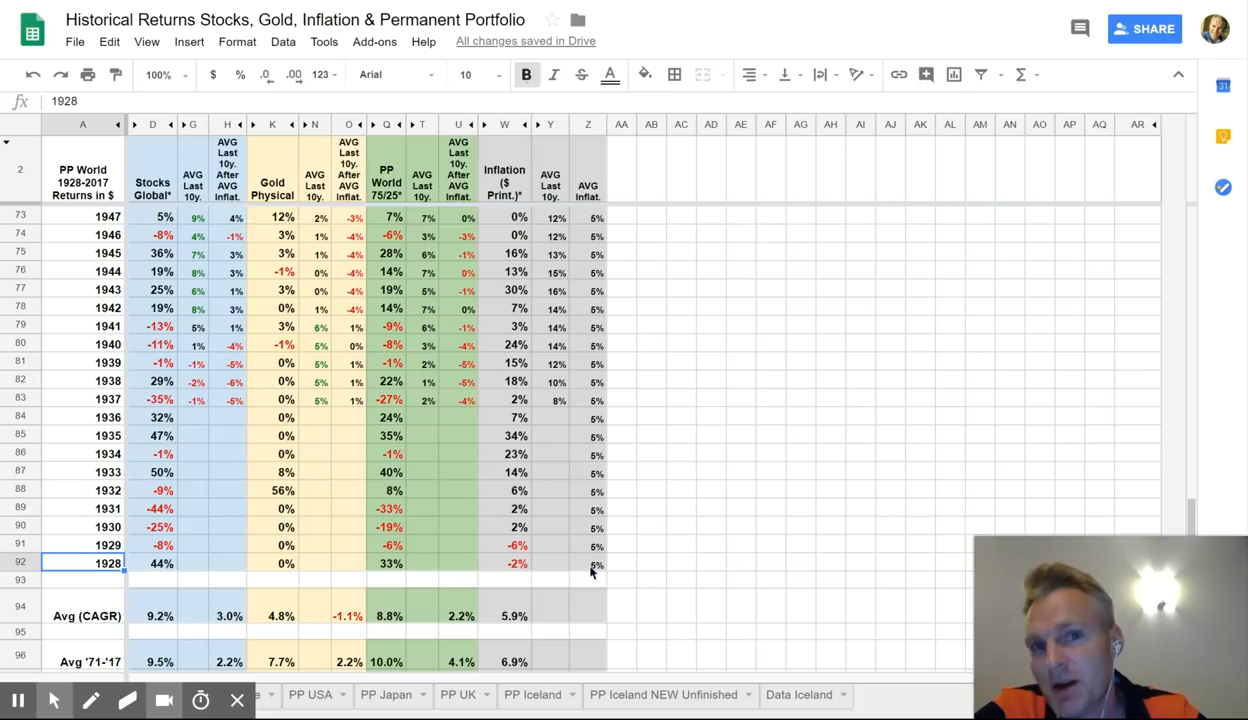 Historical Returns Stocks, Gold, Inflation & Permanent Portfolio
SHARE
File Edit View Insert Format Data Tools Add-ons Help All changes saved in Drive
100% $ % .0 .00 123 Arial 10 B I S A Σ
fx 1928
A D G H K N O Q T U W Y Z AA AB AC AD AE AF AG AH AI AJ AK AL AM AN AO AP AQ AR
2
PP World 1928-2017 Returns in $
Stocks Global*
AVG Last 10y.
AVG Last 10y. After AVG Inflat.
Gold Physical
AVG Last 10y.
AVG Last 10y. After AVG Inflat.
PP World 75/25*
AVG Last 10y.
AVG Last 10y. After AVG Inflat.
Inflation ($ Print.)*
AVG Last 10y.
AVG Inflat.
73 1947 5% 9% 4% 12% 2% -3% 7% 7% 0% 0% 12% 5%
74 1946 -8% 4% -1% 3% 1% -4% -6% 3% -3% 0% 12% 5%
75 1945 36% 7% 3% 3% 1% -4% 28% 6% -1% 16% 13% 5%
76 1944 19% 8% 3% -1% 0% -4% 14% 7% 0% 13% 15% 5%
77 1943 25% 6% 1% 3% 0% -4% 19% 5% -1% 30% 16% 5%
78 1942 19% 8% 3% 0% 1% -4% 14% 7% 0% 7% 14% 5%
79 1941 -13% 5% 1% 3% 6% 1% -9% 6% -1% 3% 14% 5%
80 1940 -11% 1% -4% -1% 5% 0% -8% 3% -4% 24% 14% 5%
81 1939 -1% -1% -5% 0% 5% 1% -1% 2% -5% 15% 12% 5%
82 1938 29% -2% -6% 0% 5% 1% 22% 1% -5% 18% 10% 5%
83 1937 -35% -1% -5% 0% 5% 1% -27% 2% -4% 2% 8% 5%
84 1936 32% 0% 24% 7% 5%
85 1935 47% 0% 35% 34% 5%
86 1934 -1% 0% -1% 23% 5%
87 1933 50% 8% 40% 14% 5%
88 1932 -9% 56% 8% 6% 5%
89 1931 -44% 0% -33% 2% 5%
90 1930 -25% 0% -19% 2% 5%
91 1929 -8% 0% -6% -6% 5%
92 1928 44% 0% 33% -2% 5%
93
94 Avg (CAGR) 9.2% 3.0% 4.8% -1.1% 8.8% 2.2% 5.9%
95
96 Avg '71-'17 9.5% 2.2% 7.7% 2.2% 10.0% 4.1% 6.9%
e PP USA PP Japan PP UK PP Iceland PP Iceland NEW Unfinished Data Iceland
31